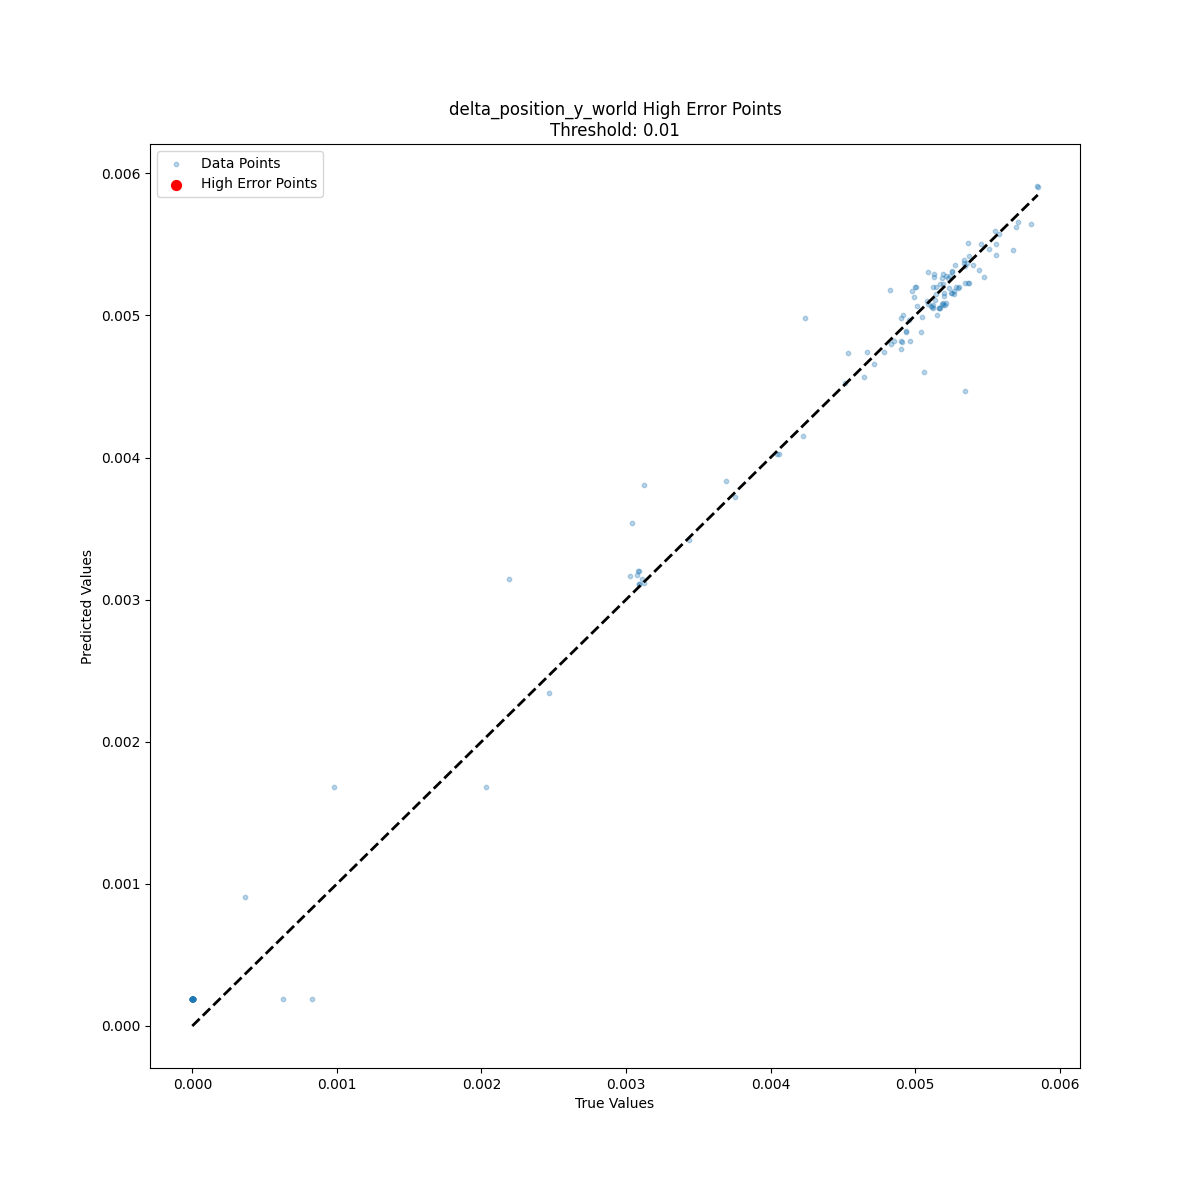 delta_position_y_world High Error Points
Threshold: 0.01
Data Points
High Error Points
0.006
0.005
0.004
0.003
0.002
0.001
0.000
Predicted Values
0.000 0.001 0.002 0.003 0.004 0.005 0.006
True Values